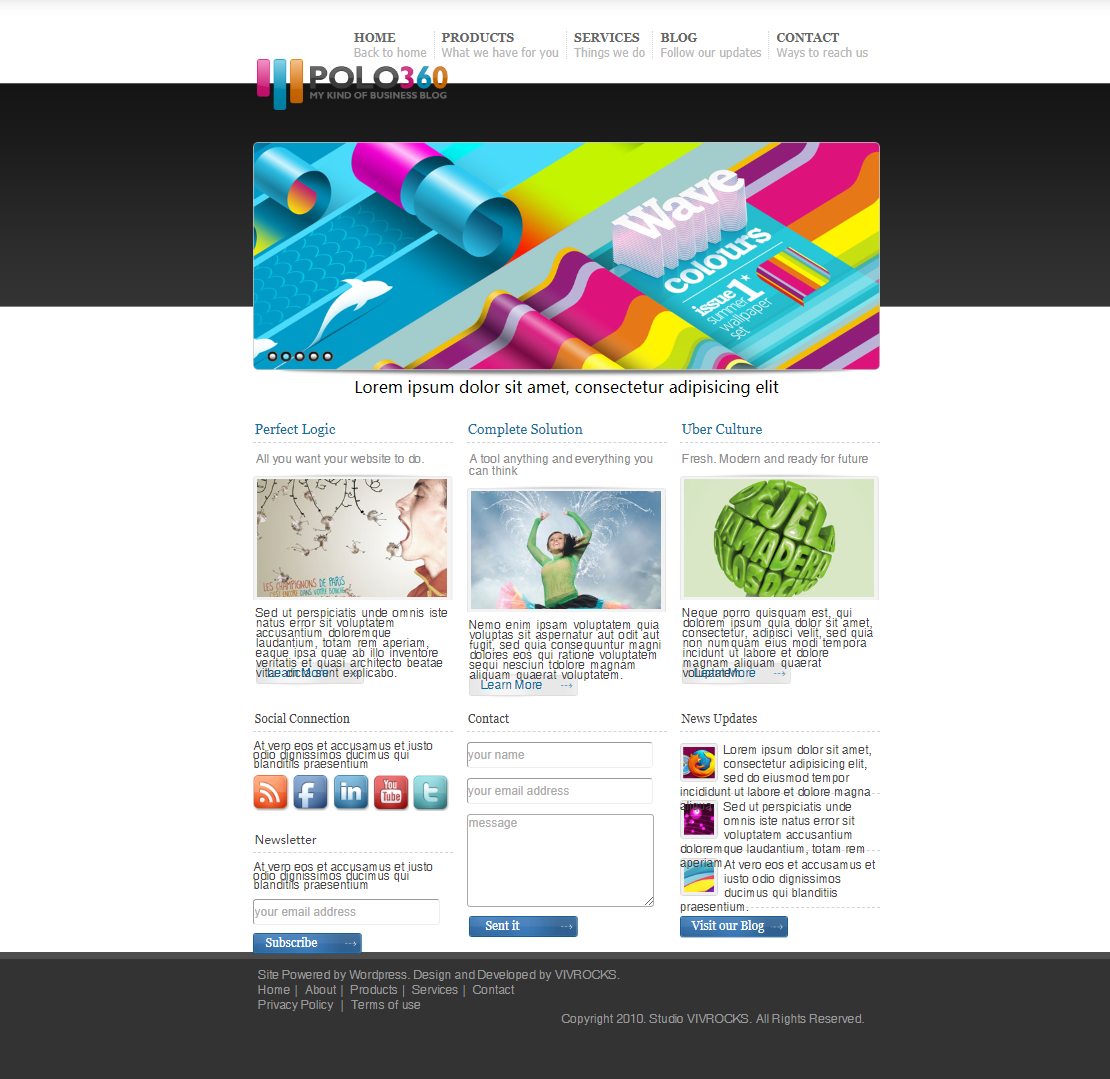 HOME
Back to home
PRODUCTS
What we have for you
SERVICES
Things we do
BLOG
Follow our updates
CONTACT
Ways to reach us
POLO360
MY KIND OF BUSINESS BLOG
Wave
colours
issue 1
summer
wallpaper
set
Lorem ipsum dolor sit amet, consectetur adipisicing elit
Perfect Logic
All you want your website to do.
LES CHAMPIGNONS DE PARIS
C'EST ENCORE DANS VOTRE BOUCHE
Sed ut perspiciatis unde omnis iste
natus error sit voluptatem
accusantium doloremque
laudantium, totam rem aperiam,
eaque ipsa quae ab illo inventore
veritatis et quasi architecto beatae
vitae dicta sunt explicabo.
Learn More
Complete Solution
A tool anything and everything you
can think
Nemo enim ipsam voluptatem quia
voluptas sit aspernatur aut odit aut
fugit, sed quia consequuntur magni
dolores eos qui ratione voluptatem
sequi nesciun tdolore magnam
aliquam quaerat voluptatem.
Learn More
Uber Culture
Fresh. Modern and ready for future
Neque porro quisquam est, qui
dolorem ipsum quia dolor sit amet,
consectetur, adipisci velit, sed quia
non numquam eius modi tempora
incidunt ut labore et dolore
magnam aliquam quaerat
voluptatem.
Learn More
Social Connection
At vero eos et accusamus et iusto
odio dignissimos ducimus qui
blanditiis praesentium
You
Tube
Newsletter
At vero eos et accusamus et iusto
odio dignissimos ducimus qui
blanditiis praesentium
your email address
Subscribe
Contact
your name
your email address
message
Sent it
News Updates
Lorem ipsum dolor sit amet,
consectetur adipisicing elit,
sed do eiusmod tempor
incididunt ut labore et dolore magna
aliqua.
Sed ut perspiciatis unde
omnis iste natus error sit
voluptatem accusantium
doloremque laudantium, totam rem
aperiam.
At vero eos et accusamus et
iusto odio dignissimos
ducimus qui blanditiis
praesentium.
Visit our Blog
Site Powered by Wordpress. Design and Developed by VIVROCKS.
Home | About | Products | Services | Contact
Privacy Policy | Terms of use
Copyright 2010. Studio VIVROCKS. All Rights Reserved.